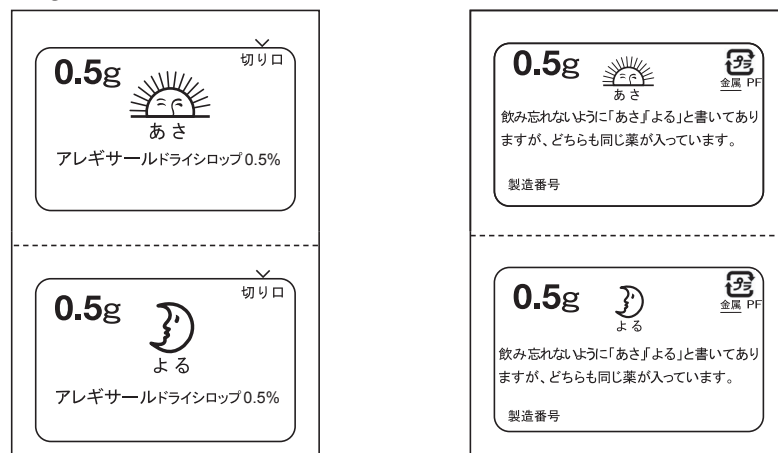 0.5g
切り口
あさ
アレギサールドライシロップ0.5%
0.5g
切り口
よる
アレギサールドライシロップ0.5%
0.5g
プラ
金属 PF
あさ
飲み忘れないように「あさ」「よる」と書いてあり
ますが、どちらも同じ薬が入っています。
製造番号
0.5g
プラ
金属 PF
よる
飲み忘れないように「あさ」「よる」と書いてあり
ますが、どちらも同じ薬が入っています。
製造番号